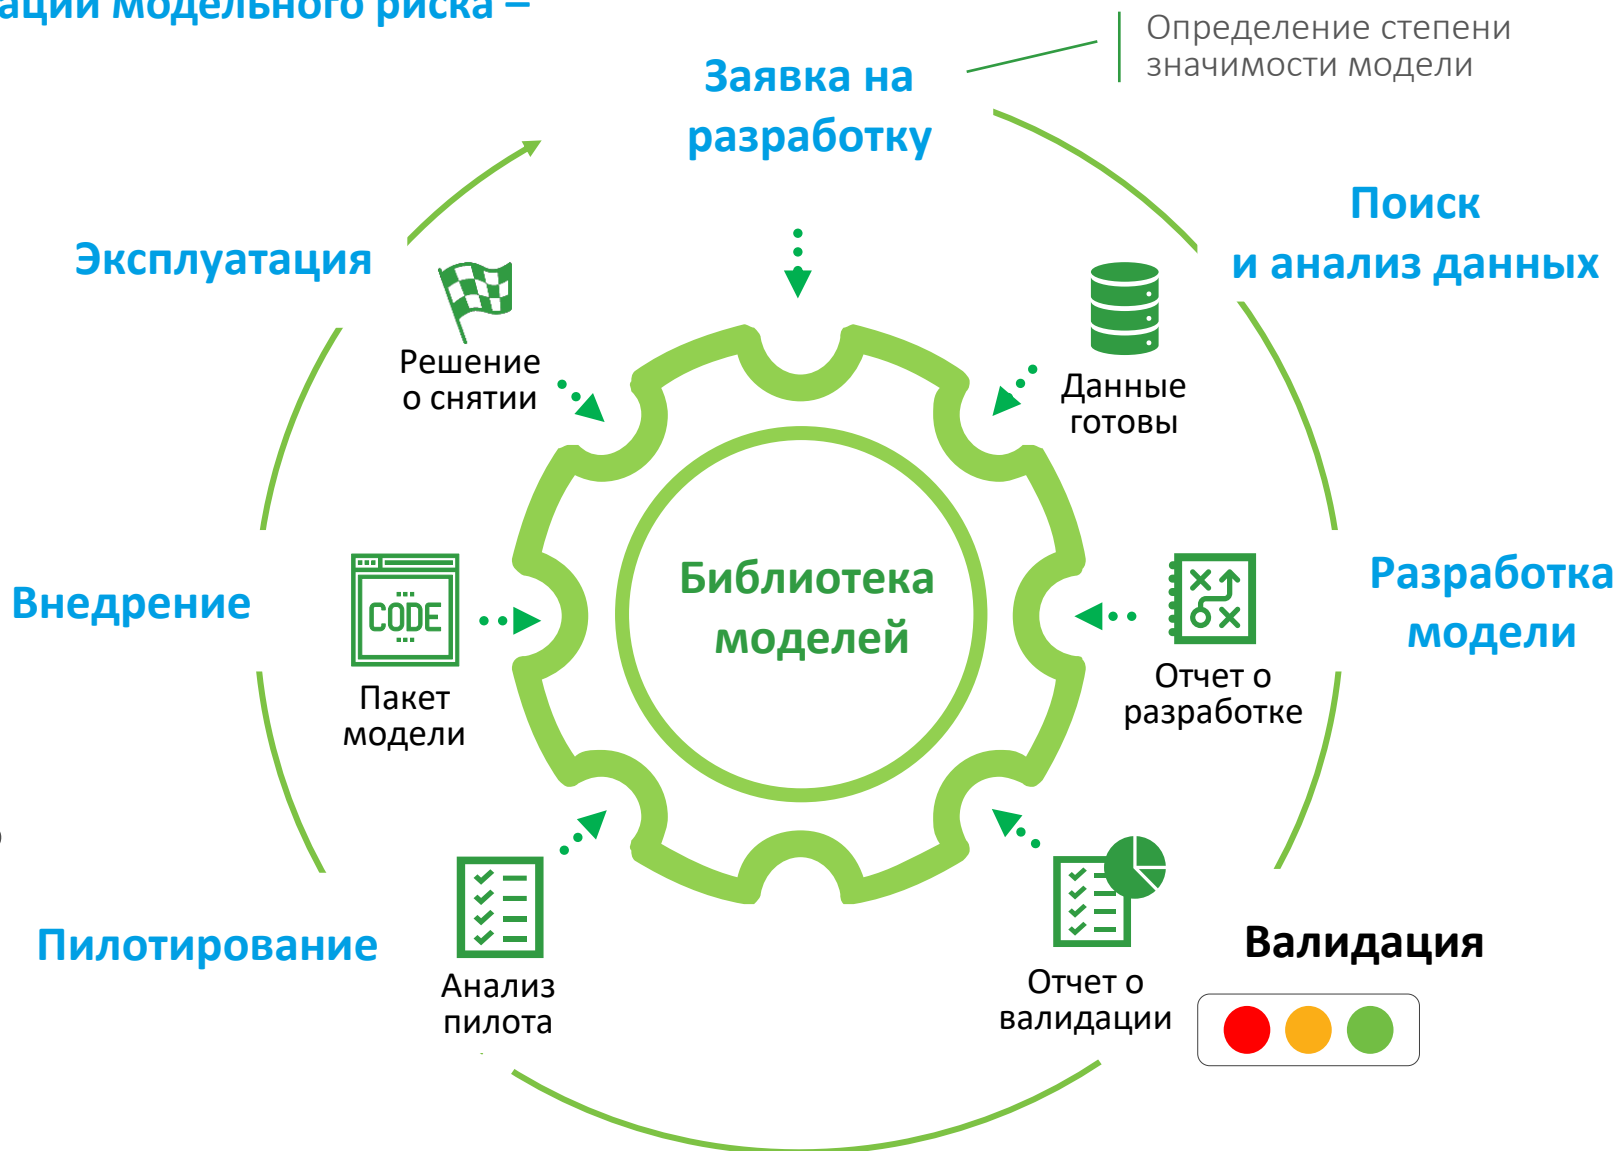 модельного риска –
Определение степени
значимости модели
Заявка на
разработку
Поиск
и анализ данных
Эксплуатация
Решение
о снятии
Данные
готовы
Библиотека
моделей
Внедрение
CODE
Пакет
модели
Разработка
модели
Отчет о
разработке
Пилотирование
Анализ
пилота
Валидация
Отчет о
валидации